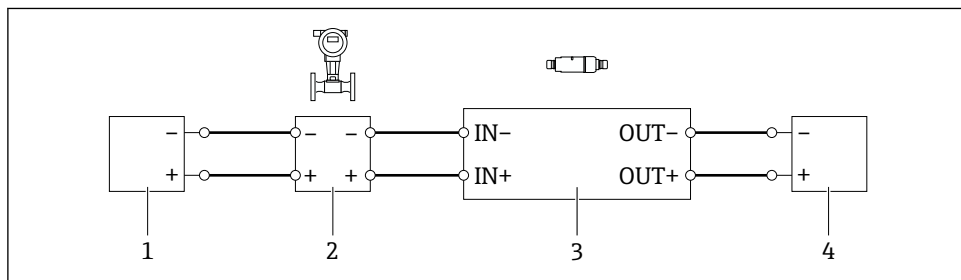 − − − IN− OUT− −
+ + + IN+ OUT+ +
1 2 3 4